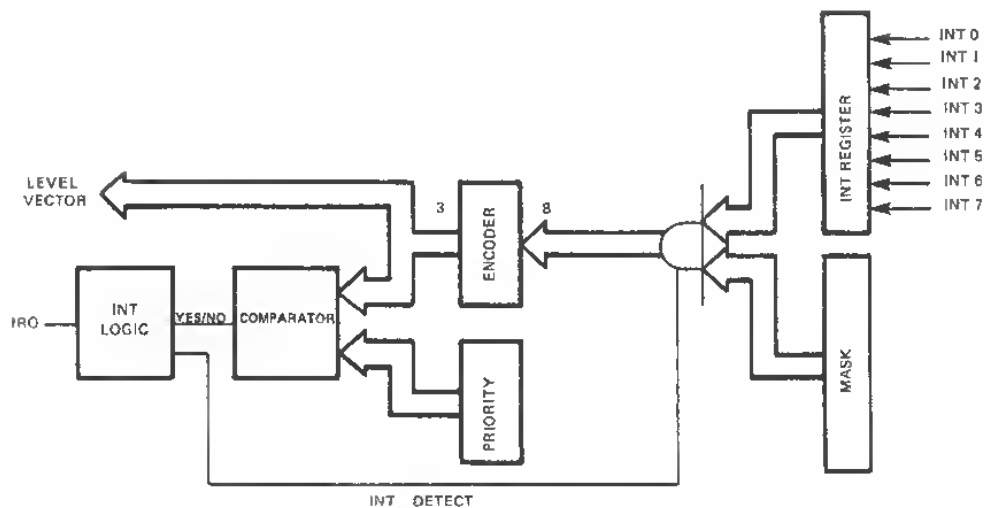 INT 0
INT 1
INT 2
INT 3
INT 4
INT 5
INT 6
INT 7
INT REGISTER
LEVEL
VECTOR
3
8
ENCODER
IRO
INT
LOGIC
YES/NO
COMPARATOR
PRIORITY
MASK
INT DETECT